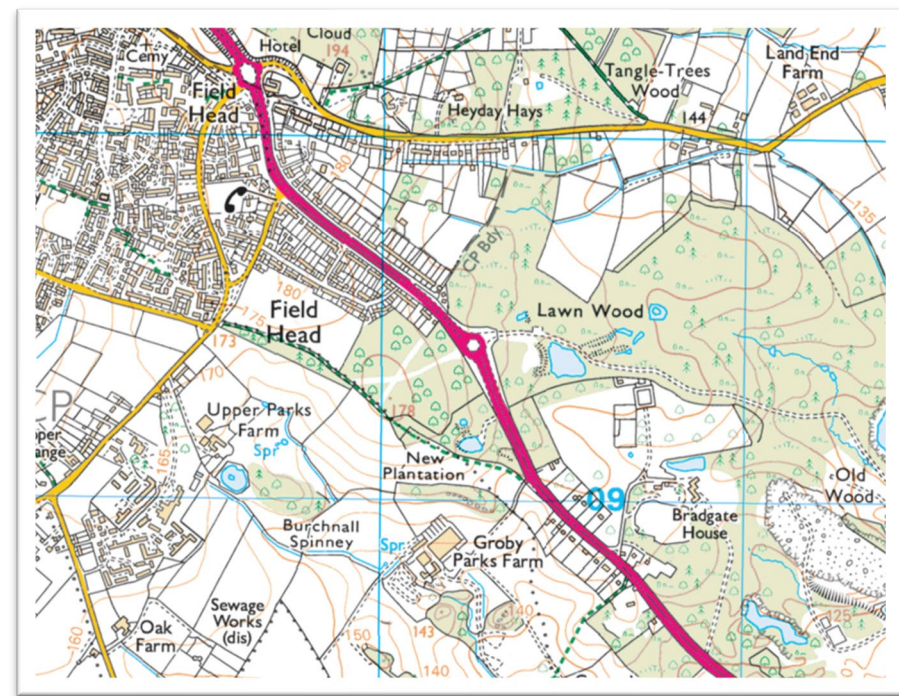 Cloud
Hotel
194
Cemy
Field
Head
Tangle-Trees
Wood
Land End
Farm
Heyday Hays
144
180
135
CP Bdy
180
175
173
Field
Head
Lawn Wood
170
178
CP
Upper Parks
Farm
Spr
165
New
Plantation
09
Old
Wood
Bradgate
House
Burchnall
Spinney
Spr
Groby
Parks Farm
Sewage
Works
(dis)
Oak
Farm
160
150
143
140
140
125